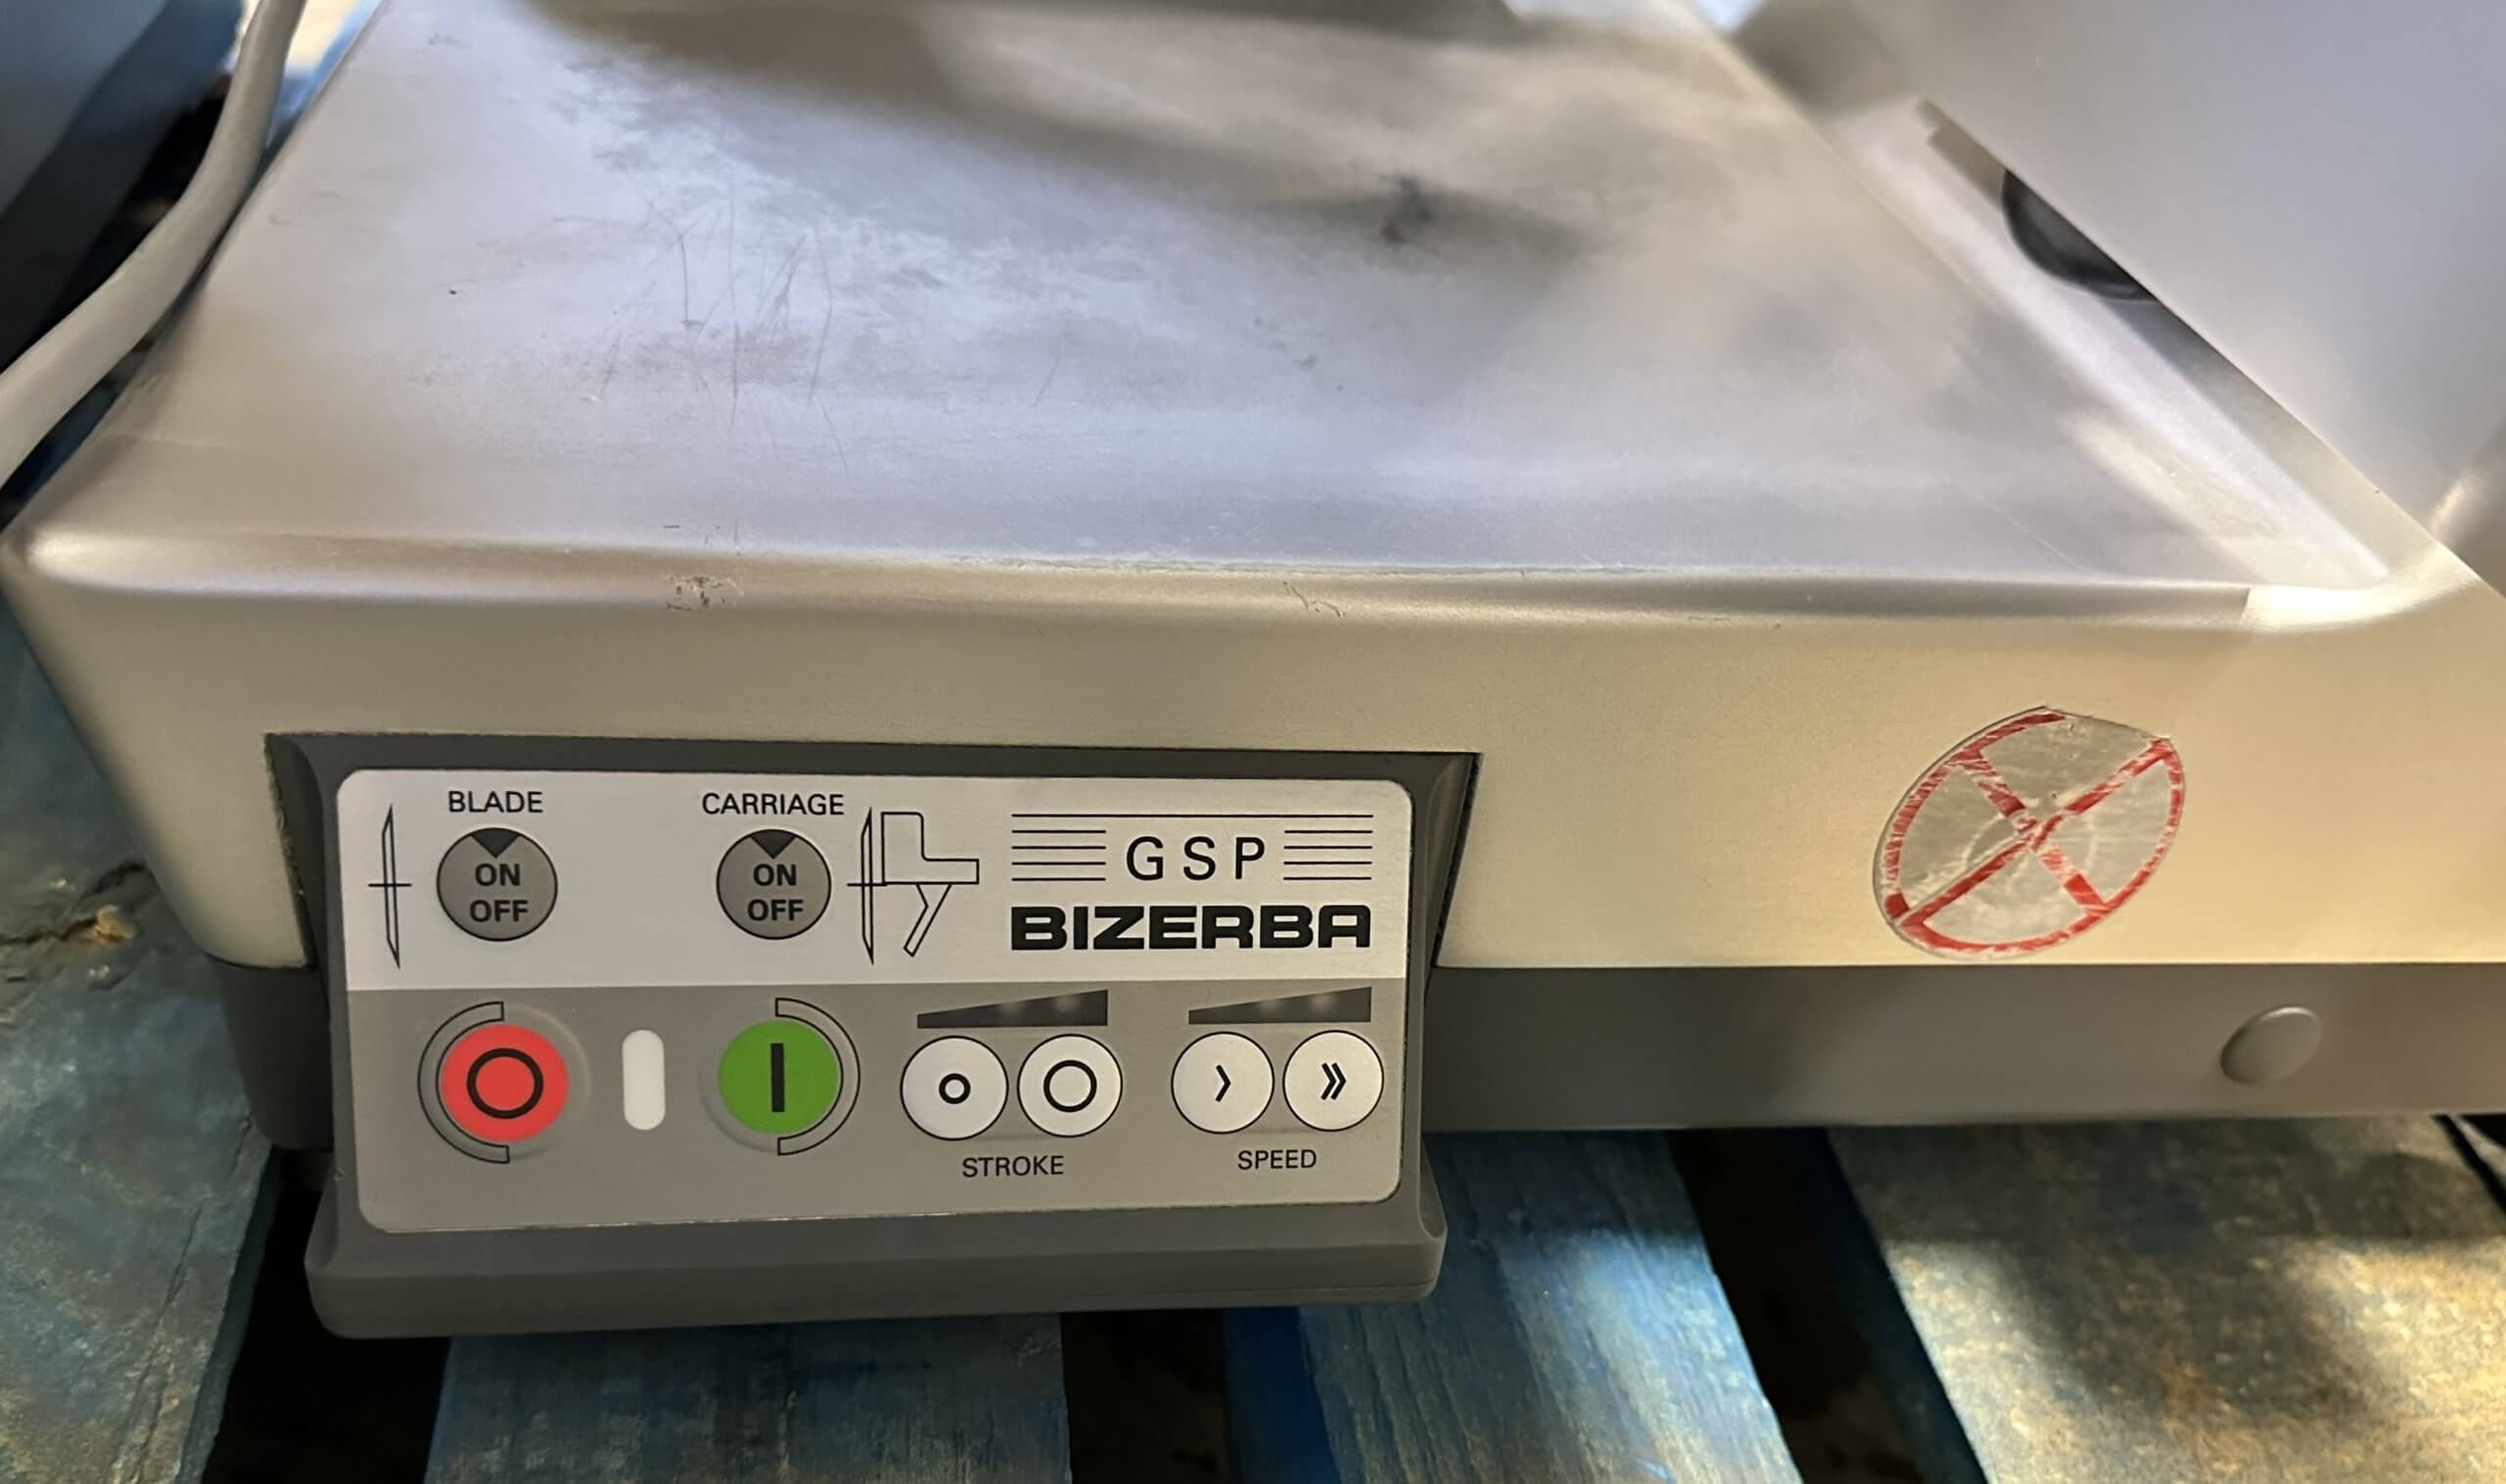 BLADE
ON
OFF
CARRIAGE
ON
OFF
GSP
BIZERBA
STROKE
SPEED